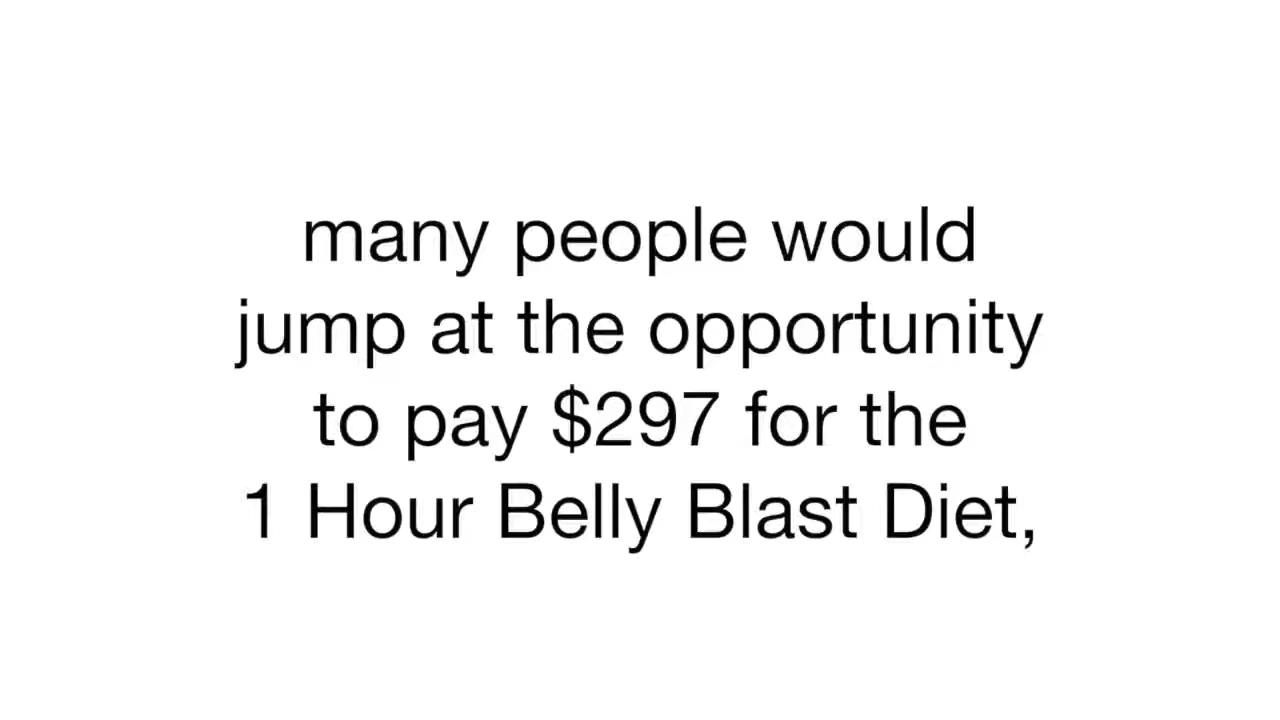 many people would
jump at the opportunity
to pay $297 for the
1 Hour Belly Blast Diet,